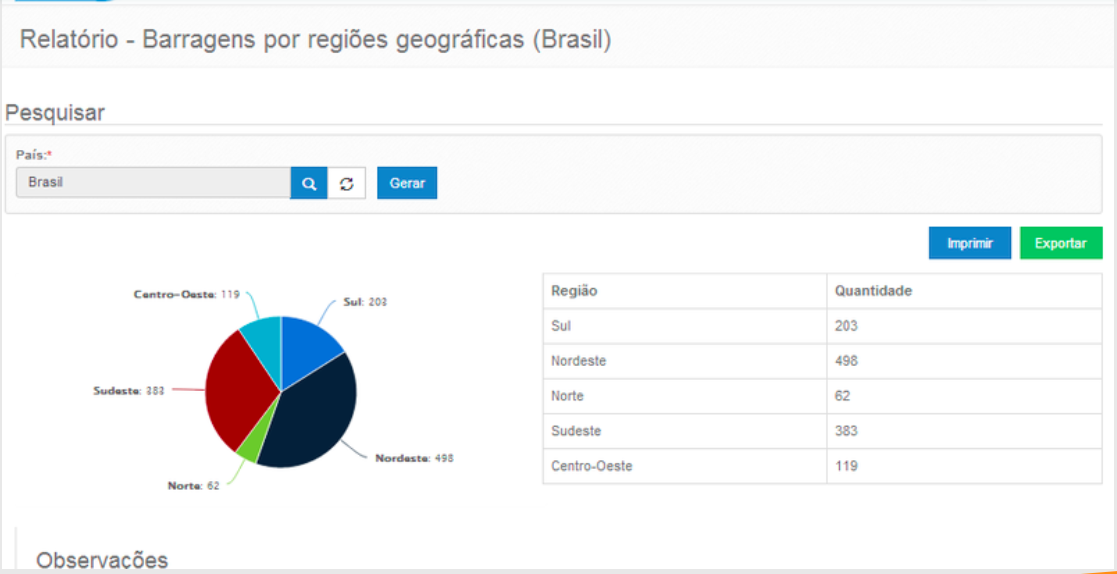 Relatório - Barragens por regiões geográficas (Brasil)
Pesquisar
País:*
Brasil
Gerar
Imprimir Exportar
Centro-Oeste: 119
Sul: 203
Sudeste: 383
Nordeste: 498
Norte: 62
Região Quantidade
Sul 203
Nordeste 498
Norte 62
Sudeste 383
Centro-Oeste 119
Observações